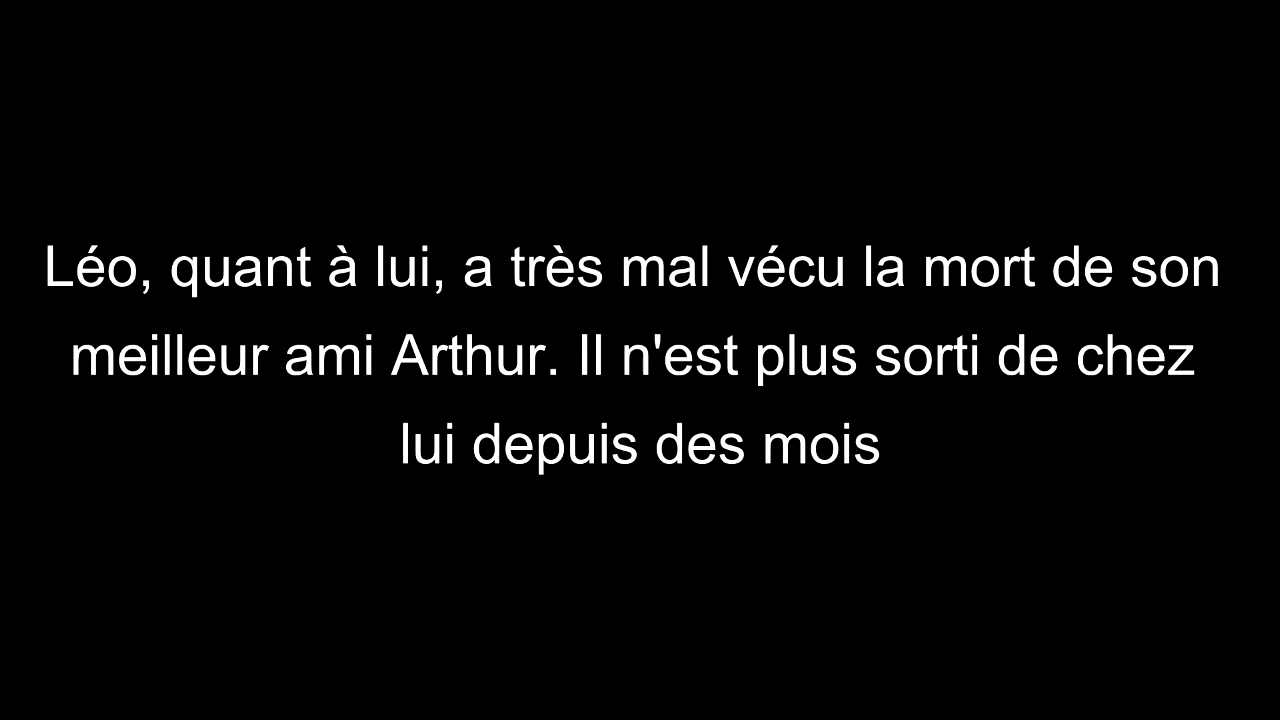 Léo, quant à lui, a très mal vécu la mort de son
meilleur ami Arthur. Il n'est plus sorti de chez
lui depuis des mois